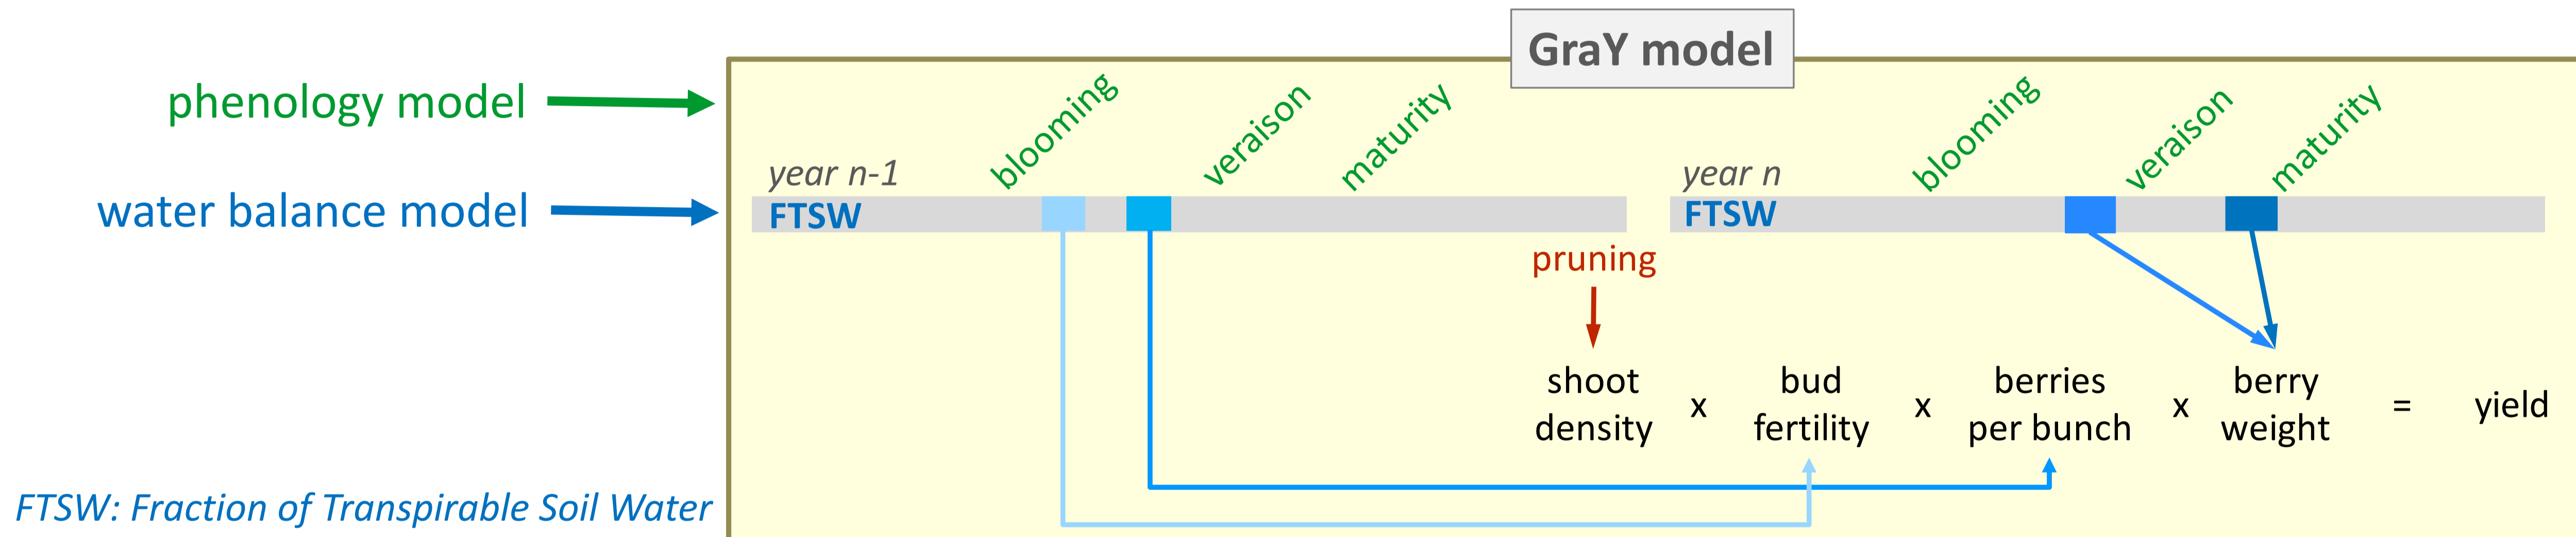 GraY model
phenology model
blooming
veraison
maturity
blooming
veraison
maturity
year n-1
year n
water balance model
FTSW
FTSW
pruning
shoot
density
x
bud
fertility
x
berries
per bunch
x
berry
weight
=
yield
FTSW: Fraction of Transpirable Soil Water